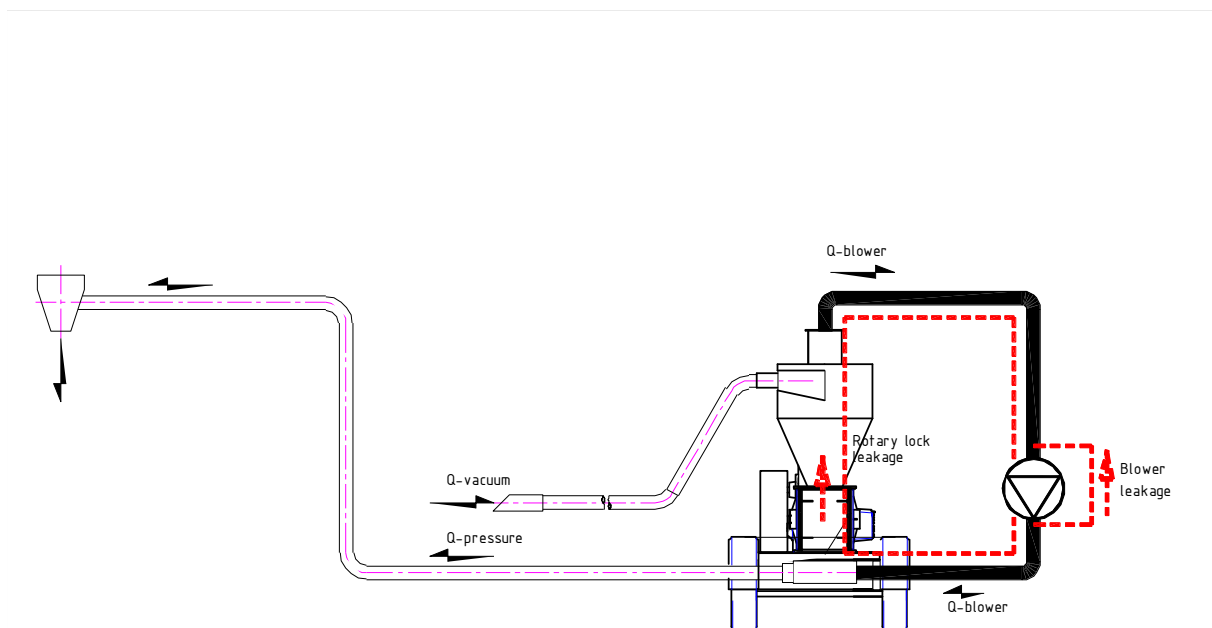 Q-blower
Rotary lock
leakage
Q-vacuum
Blower
leakage
Q-pressure
Q-blower